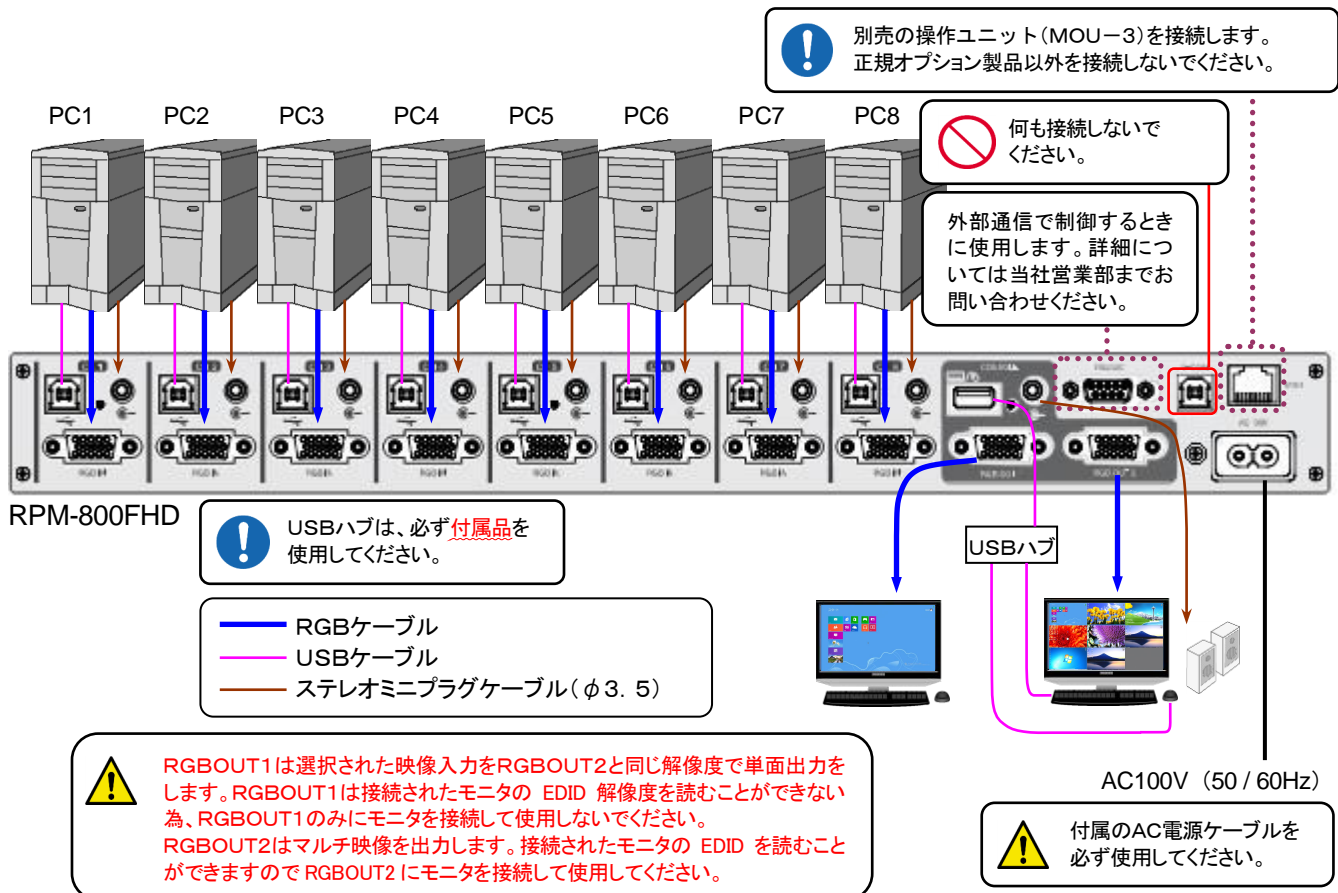 別売の操作ユニット(MOU－3)を接続します。
正規オプション製品以外を接続しないでください。
PC1
PC2
PC3
PC4
PC5
PC6
PC7
PC8
何も接続しないで
ください。
外部通信で制御するとき
に使用します。詳細につ
いては当社営業部までお
問い合わせください。
RGB IN
RGB IN
RGB IN
RGB IN
RGB IN
RGB IN
RGB IN
RGB IN
RPM-800FHD
USBハブは、必ず付属品を
使用してください。
USBハブ
RGBケーブル
USBケーブル
ステレオミニプラグケーブル(φ3．5)
RGBOUT1は選択された映像入力をRGBOUT2と同じ解像度で単面出力を
します。RGBOUT1は接続されたモニタの EDID 解像度を読むことができない
為、RGBOUT1のみにモニタを接続して使用しないでください。
RGBOUT2はマルチ映像を出力します。接続されたモニタの EDID を読むこと
ができますので RGBOUT2 にモニタを接続して使用してください。
AC100V (50 / 60Hz)
付属のAC電源ケーブルを
必ず使用してください。